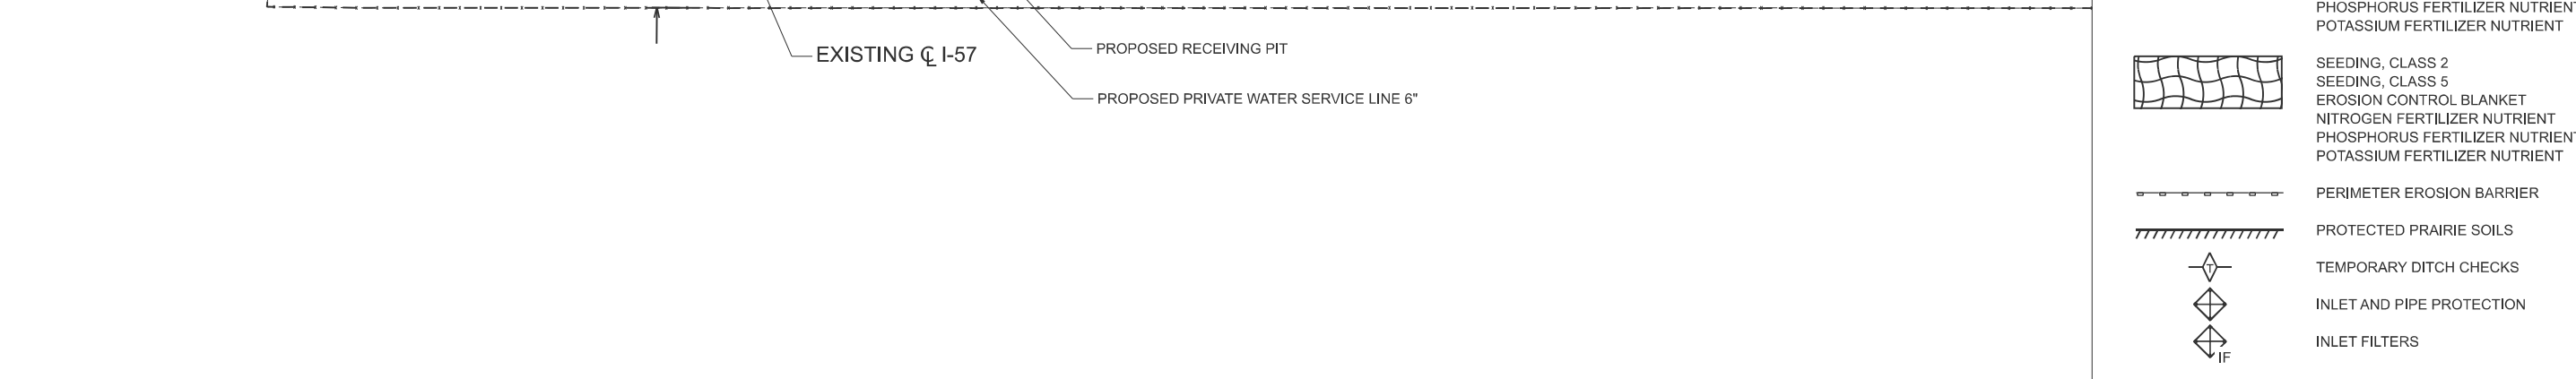 EXISTING ℄ I-57
PROPOSED RECEIVING PIT
PROPOSED PRIVATE WATER SERVICE LINE 6"
PHOSPHORUS FERTILIZER NUTRIENT
POTASSIUM FERTILIZER NUTRIENT
SEEDING, CLASS 2
SEEDING, CLASS 5
EROSION CONTROL BLANKET
NITROGEN FERTILIZER NUTRIENT
PHOSPHORUS FERTILIZER NUTRIENT
POTASSIUM FERTILIZER NUTRIENT
PERIMETER EROSION BARRIER
PROTECTED PRAIRIE SOILS
T
TEMPORARY DITCH CHECKS
INLET AND PIPE PROTECTION
INLET FILTERS
IF